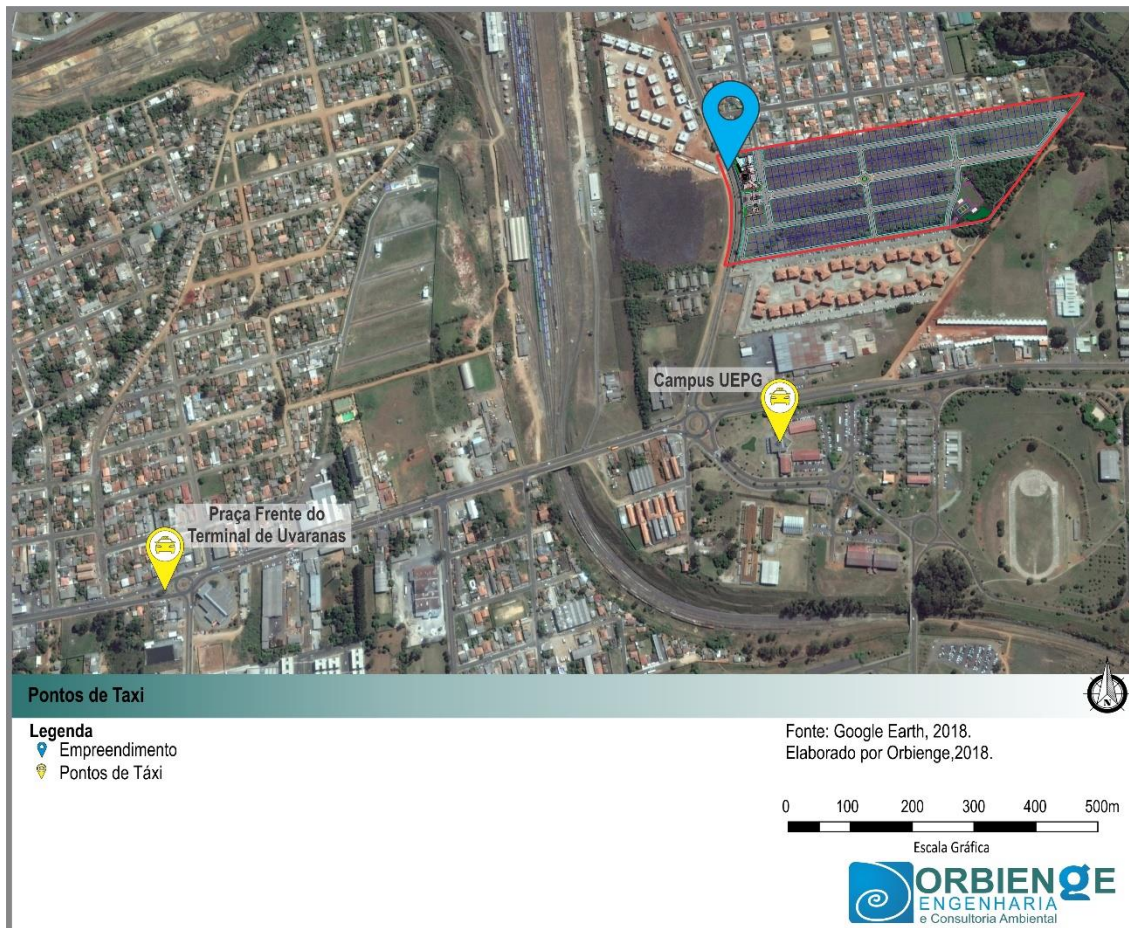 Campus UEPG
Praça Frente do
Terminal de Uvaranas
Pontos de Taxi
N
Legenda
Empreendimento
Pontos de Táxi
Fonte: Google Earth, 2018.
Elaborado por Orbienge,2018.
0 100 200 300 400 500m
Escala Gráfica
ORBIENGE
ENGENHARIA
e Consultoria Ambiental